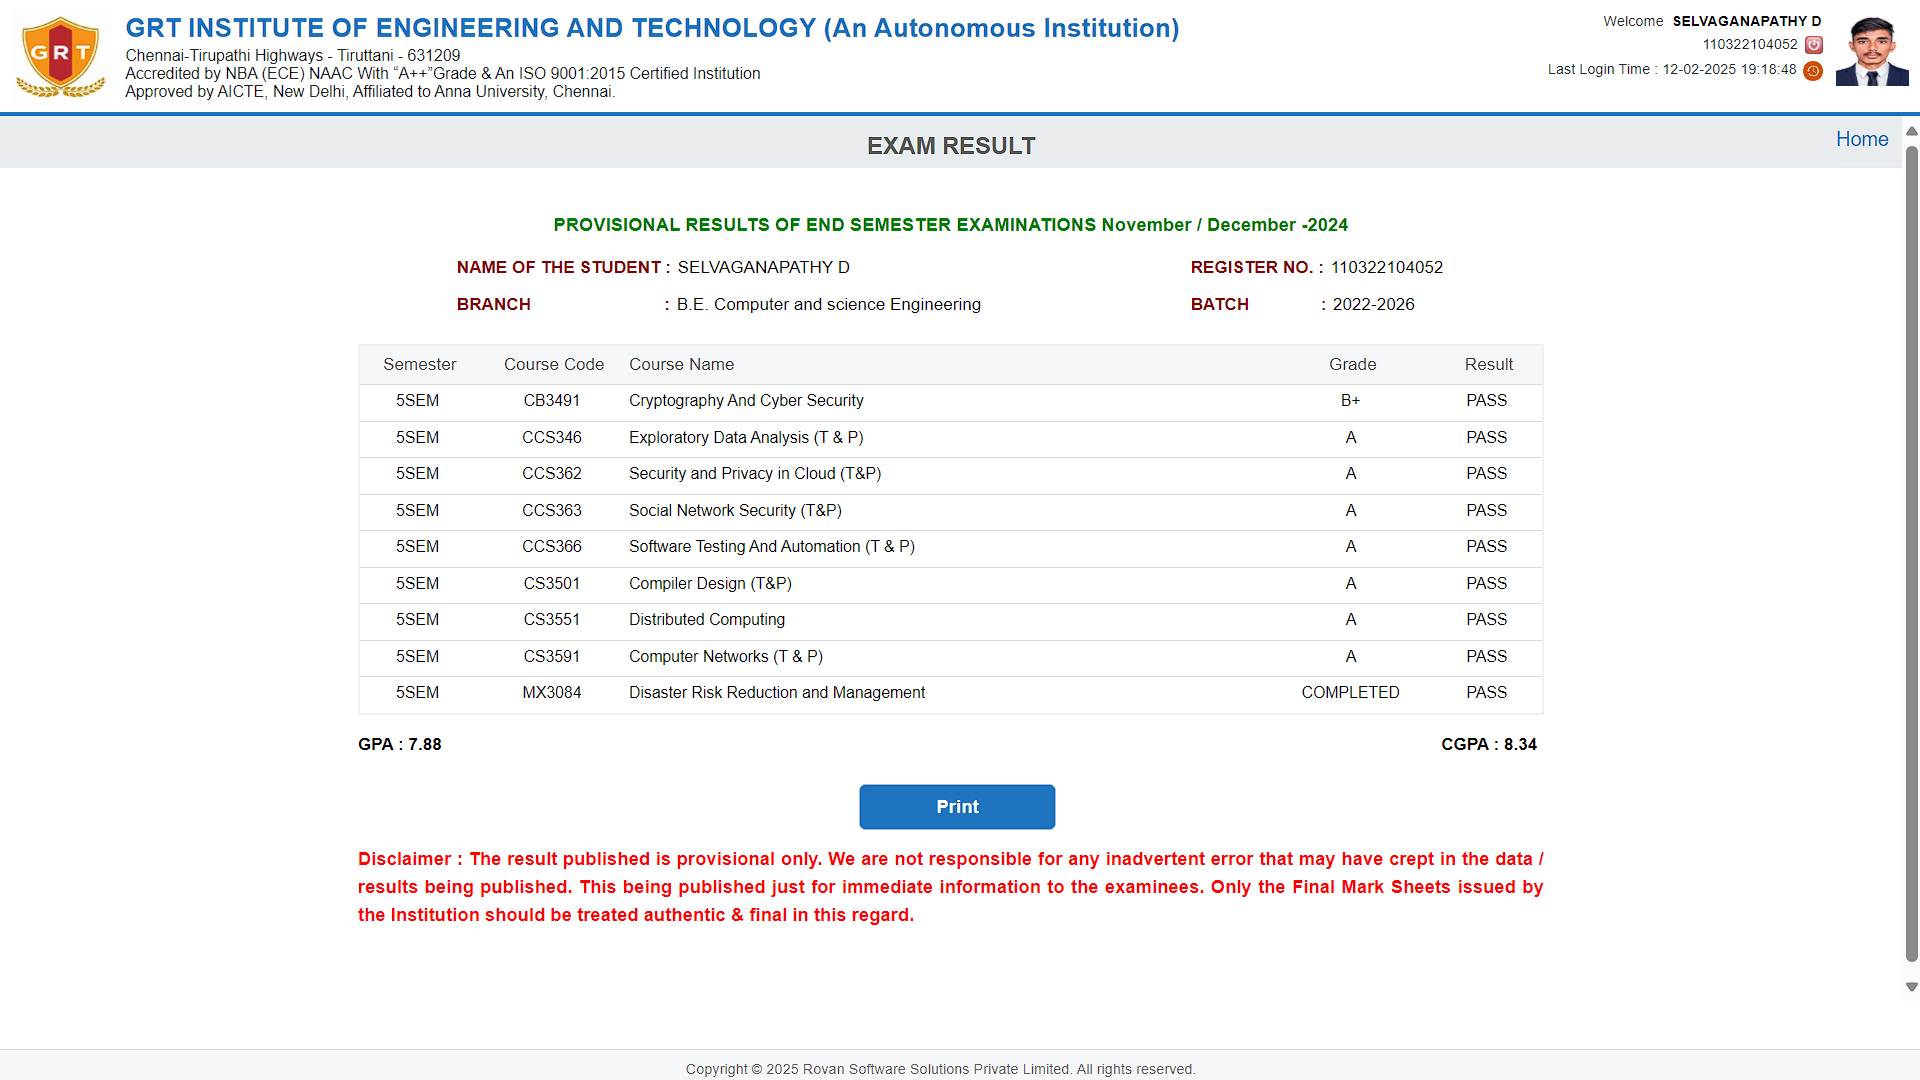 GRT
GRT INSTITUTE OF ENGINEERING AND TECHNOLOGY (An Autonomous Institution)
Chennai-Tirupathi Highways - Tiruttani - 631209
Accredited by NBA (ECE) NAAC With “A++”Grade & An ISO 9001:2015 Certified Institution
Approved by AICTE, New Delhi, Affiliated to Anna University, Chennai.
Welcome SELVAGANAPATHY D
110322104052
Last Login Time : 12-02-2025 19:18:48
EXAM RESULT
Home
PROVISIONAL RESULTS OF END SEMESTER EXAMINATIONS November / December -2024
NAME OF THE STUDENT : SELVAGANAPATHY D REGISTER NO. : 110322104052
BRANCH : B.E. Computer and science Engineering BATCH : 2022-2026
Semester Course Code Course Name Grade Result
5SEM CB3491 Cryptography And Cyber Security B+ PASS
5SEM CCS346 Exploratory Data Analysis (T & P) A PASS
5SEM CCS362 Security and Privacy in Cloud (T&P) A PASS
5SEM CCS363 Social Network Security (T&P) A PASS
5SEM CCS366 Software Testing And Automation (T & P) A PASS
5SEM CS3501 Compiler Design (T&P) A PASS
5SEM CS3551 Distributed Computing A PASS
5SEM CS3591 Computer Networks (T & P) A PASS
5SEM MX3084 Disaster Risk Reduction and Management COMPLETED PASS
GPA : 7.88 CGPA : 8.34
Print
Disclaimer : The result published is provisional only. We are not responsible for any inadvertent error that may have crept in the data /
results being published. This being published just for immediate information to the examinees. Only the Final Mark Sheets issued by
the Institution should be treated authentic & final in this regard.
Copyright © 2025 Rovan Software Solutions Private Limited. All rights reserved.